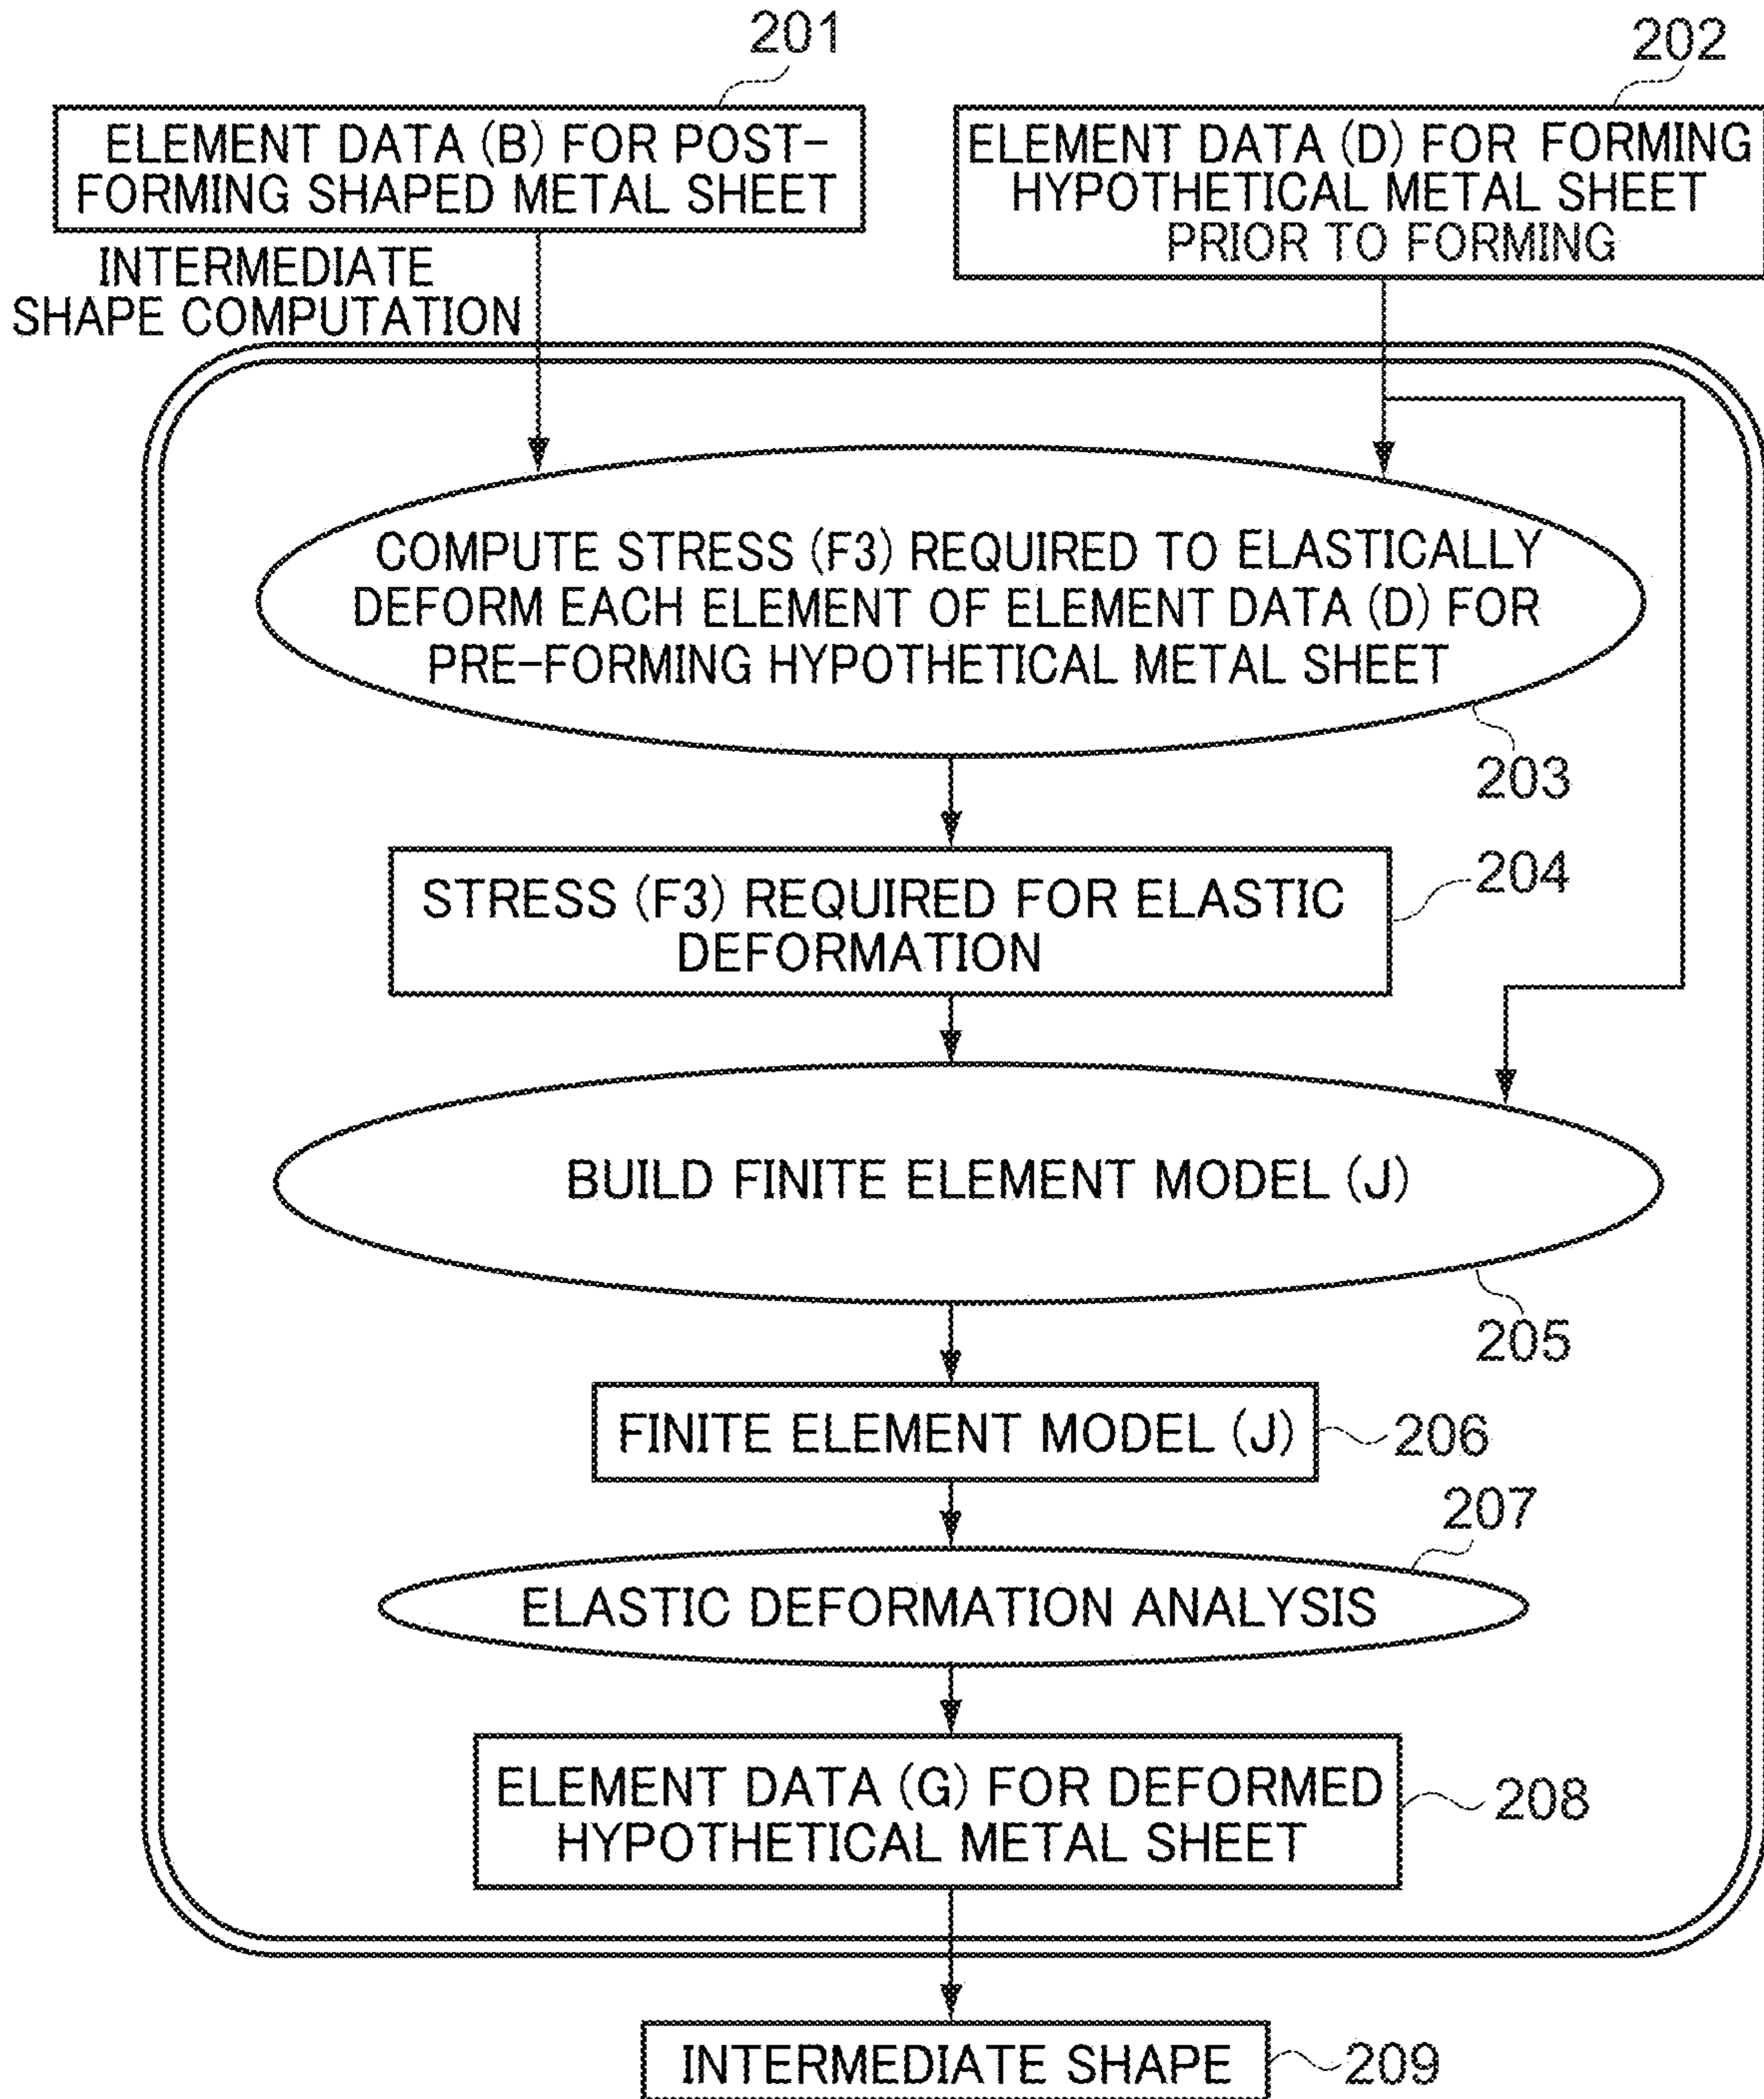 201
202
ELEMENT DATA (B) FOR POST-
FORMING SHAPED METAL SHEET
ELEMENT DATA (D) FOR FORMING
HYPOTHETICAL METAL SHEET
PRIOR TO FORMING
INTERMEDIATE
SHAPE COMPUTATION
COMPUTE STRESS (F3) REQUIRED TO ELASTICALLY
DEFORM EACH ELEMENT OF ELEMENT DATA (D) FOR
PRE-FORMING HYPOTHETICAL METAL SHEET
203
STRESS (F3) REQUIRED FOR ELASTIC
DEFORMATION
204
BUILD FINITE ELEMENT MODEL (J)
205
FINITE ELEMENT MODEL (J)
206
207
ELASTIC DEFORMATION ANALYSIS
ELEMENT DATA (G) FOR DEFORMED
HYPOTHETICAL METAL SHEET
208
INTERMEDIATE SHAPE
209